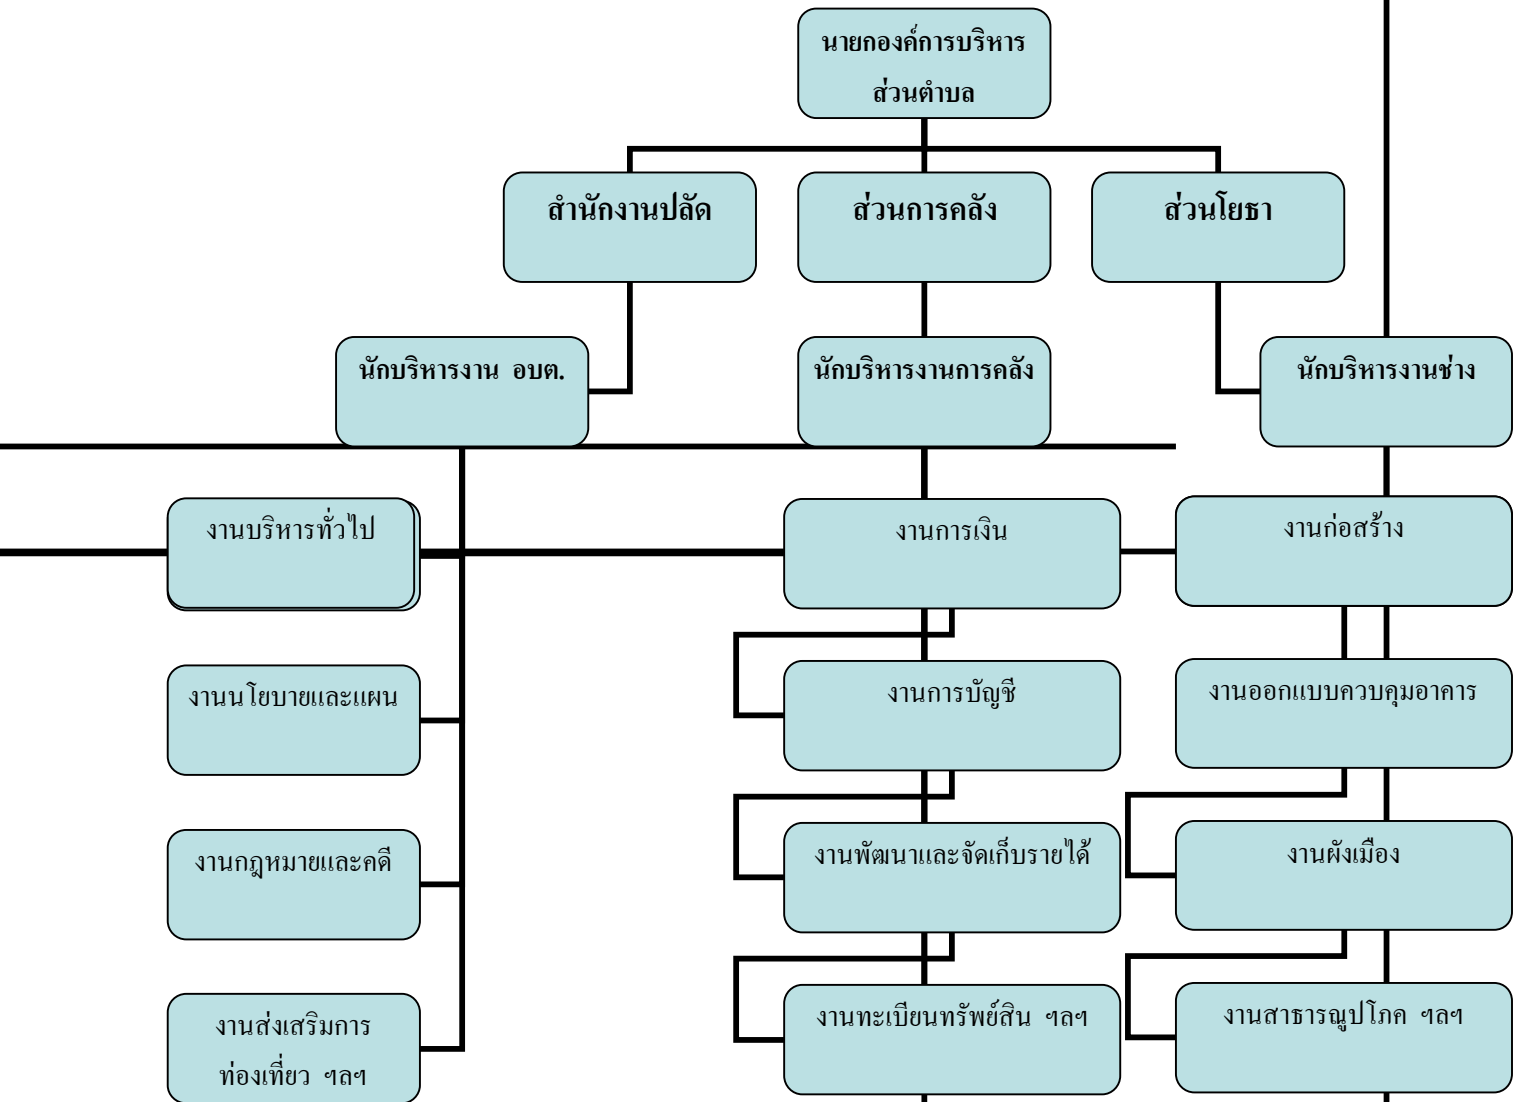 นายกองค์การบริหาร
ส่วนตำบล
สำนักงานปลัด
ส่วนการคลัง
ส่วนโยธา
นักบริหารงาน อบต.
นักบริหารงานการคลัง
นักบริหารงานช่าง
งานบริหารทั่วไป
งานการเงิน
งานก่อสร้าง
งานนโยบายและแผน
งานการบัญชี
งานออกแบบควบคุมอาคาร
งานกฎหมายและคดี
งานพัฒนาและจัดเก็บรายได้
งานผังเมือง
งานส่งเสริมการ
ท่องเที่ยว ฯลฯ
งานทะเบียนทรัพย์สิน ฯลฯ
งานสาธารณูปโภค ฯลฯ